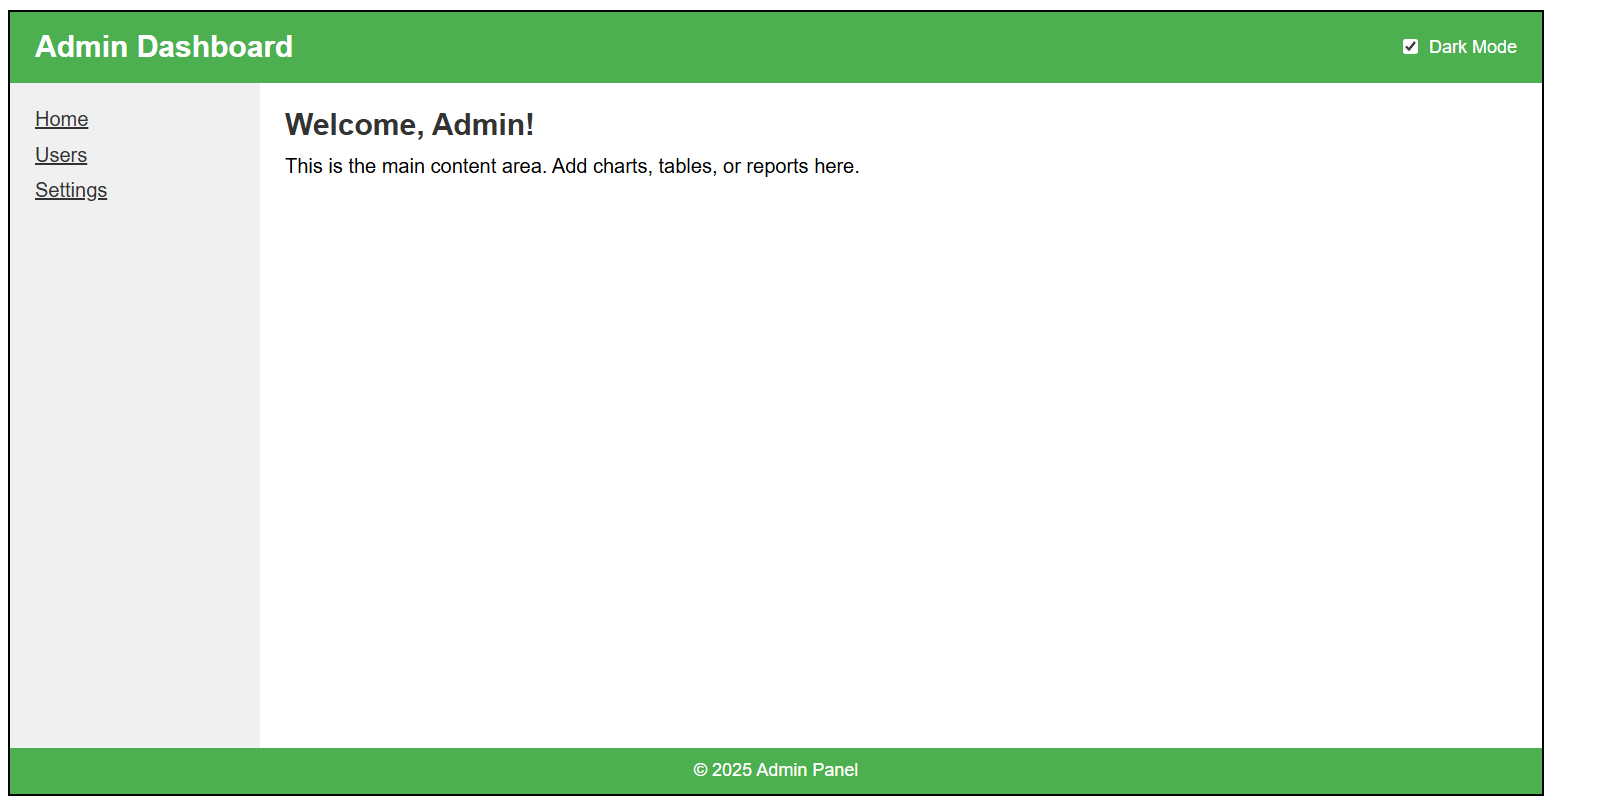 Admin Dashboard
Dark Mode
Home
Users
Settings
Welcome, Admin!
This is the main content area. Add charts, tables, or reports here.
© 2025 Admin Panel